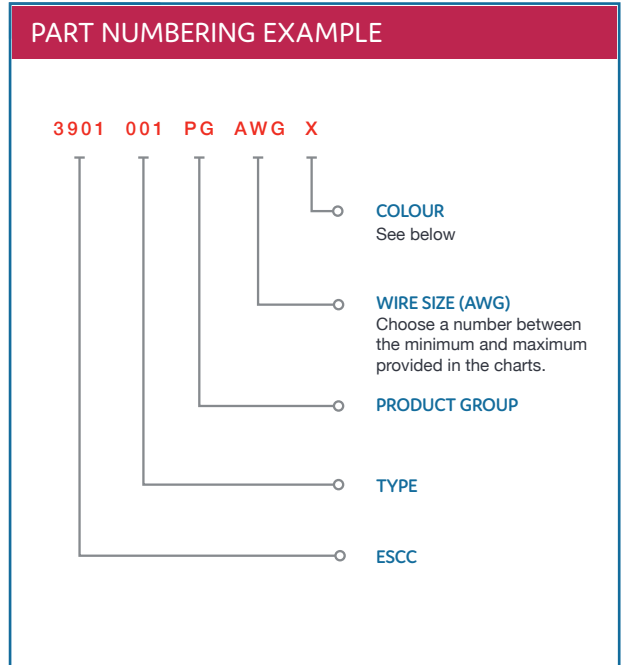 PART NUMBERING EXAMPLE
3901 001 PG AWG X
COLOUR
See below
WIRE SIZE (AWG)
Choose a number between
the minimum and maximum
provided in the charts.
PRODUCT GROUP
TYPE
ESCC